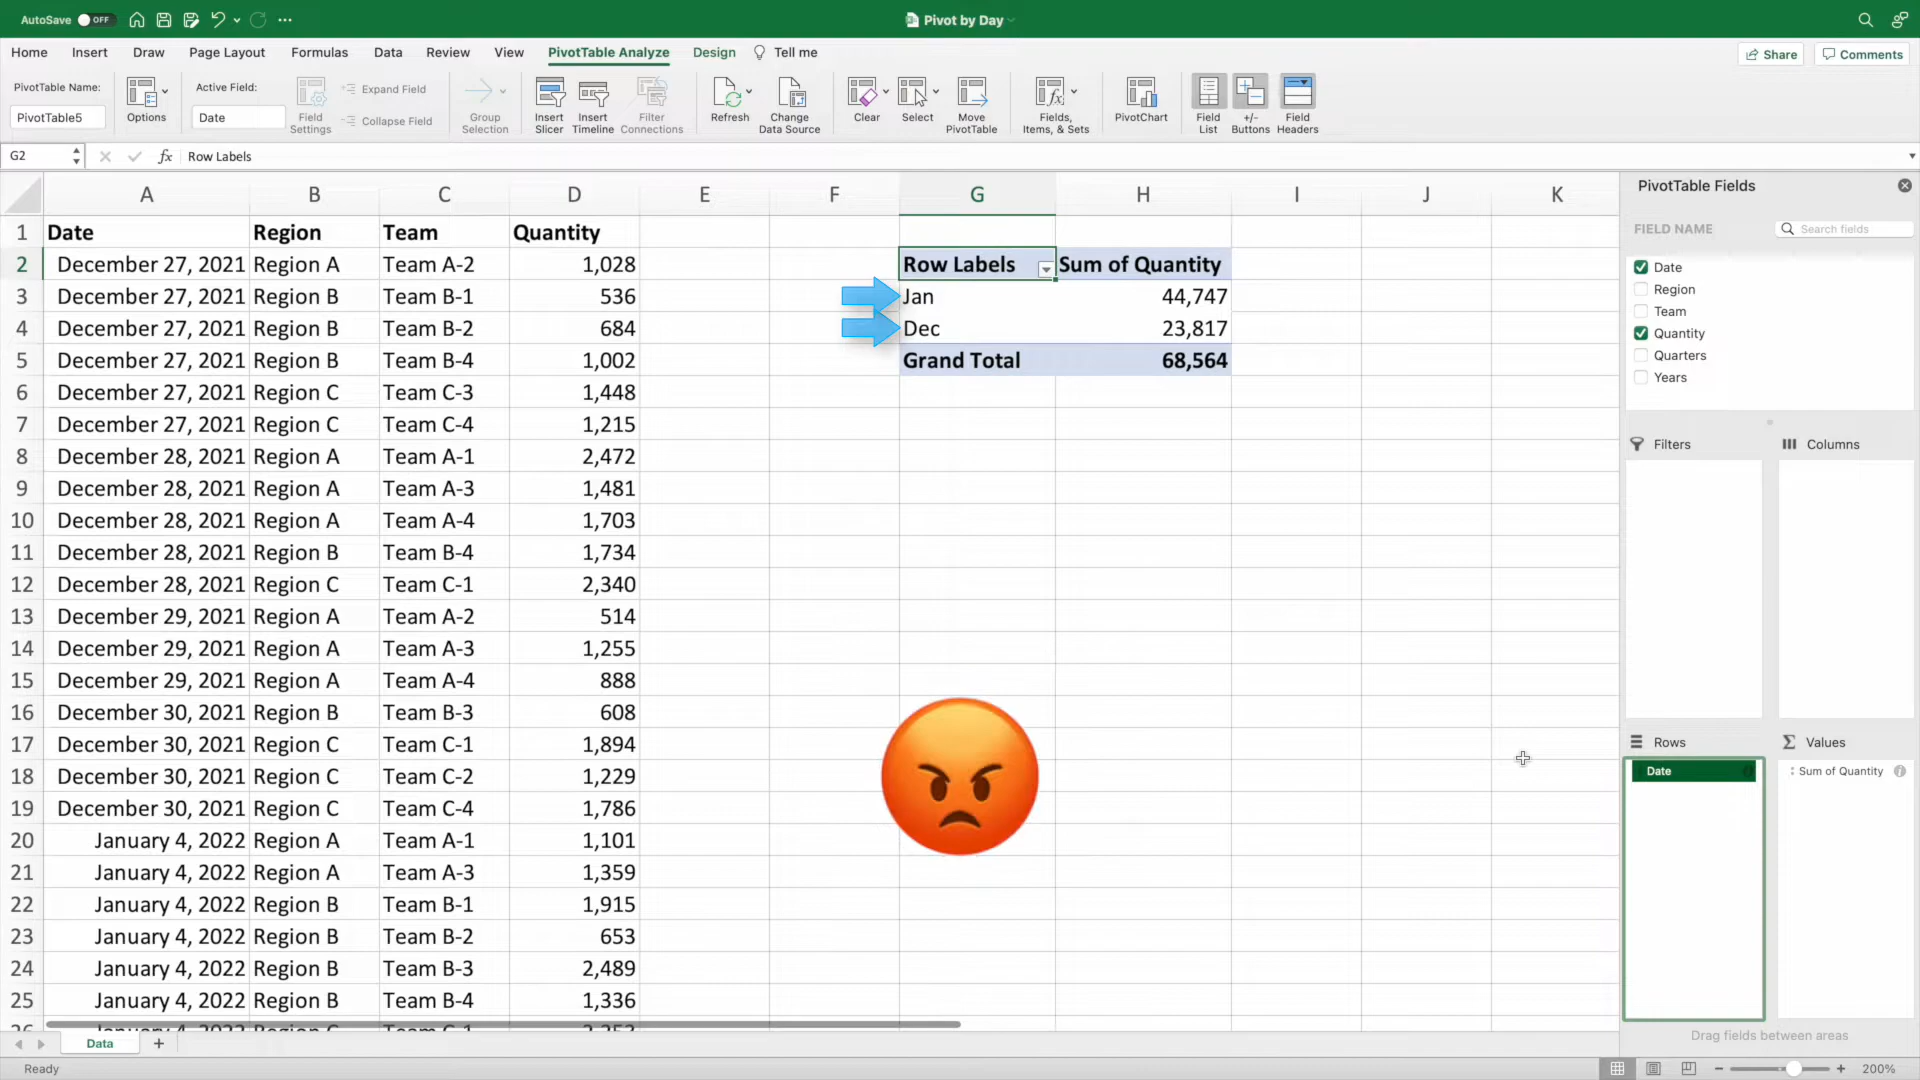 AutoSave OFF Pivot by Day
Home Insert Draw Page Layout Formulas Data Review View PivotTable Analyze Design Tell me Share Comments
PivotTable Name: PivotTable5
Options
Active Field: Date
Field Settings
Expand Field
Collapse Field
Group Selection
Insert Slicer
Insert Timeline
Filter Connections
Refresh
Change Data Source
Clear
Select
Move PivotTable
Fields, Items, & Sets
PivotChart
Field List
+/- Buttons
Field Headers
G2 fx Row Labels
A B C D E F G H I J K
1 Date Region Team Quantity
2 December 27, 2021 Region A Team A-2 1,028 Row Labels Sum of Quantity
3 December 27, 2021 Region B Team B-1 536 Jan 44,747
4 December 27, 2021 Region B Team B-2 684 Dec 23,817
5 December 27, 2021 Region B Team B-4 1,002 Grand Total 68,564
6 December 27, 2021 Region C Team C-3 1,448
7 December 27, 2021 Region C Team C-4 1,215
8 December 28, 2021 Region A Team A-1 2,472
9 December 28, 2021 Region A Team A-3 1,481
10 December 28, 2021 Region A Team A-4 1,703
11 December 28, 2021 Region B Team B-4 1,734
12 December 28, 2021 Region C Team C-1 2,340
13 December 29, 2021 Region A Team A-2 514
14 December 29, 2021 Region A Team A-3 1,255
15 December 29, 2021 Region A Team A-4 888
16 December 30, 2021 Region B Team B-3 608
17 December 30, 2021 Region C Team C-1 1,894
18 December 30, 2021 Region C Team C-2 1,229
19 December 30, 2021 Region C Team C-4 1,786
20 January 4, 2022 Region A Team A-1 1,101
21 January 4, 2022 Region A Team A-3 1,359
22 January 4, 2022 Region B Team B-1 1,915
23 January 4, 2022 Region B Team B-2 653
24 January 4, 2022 Region B Team B-3 2,489
25 January 4, 2022 Region B Team B-4 1,336
PivotTable Fields
FIELD NAME Search fields
Date
Region
Team
Quantity
Quarters
Years
Filters Columns
Rows Values
Date Sum of Quantity
Drag fields between areas
Data +
Ready 200%